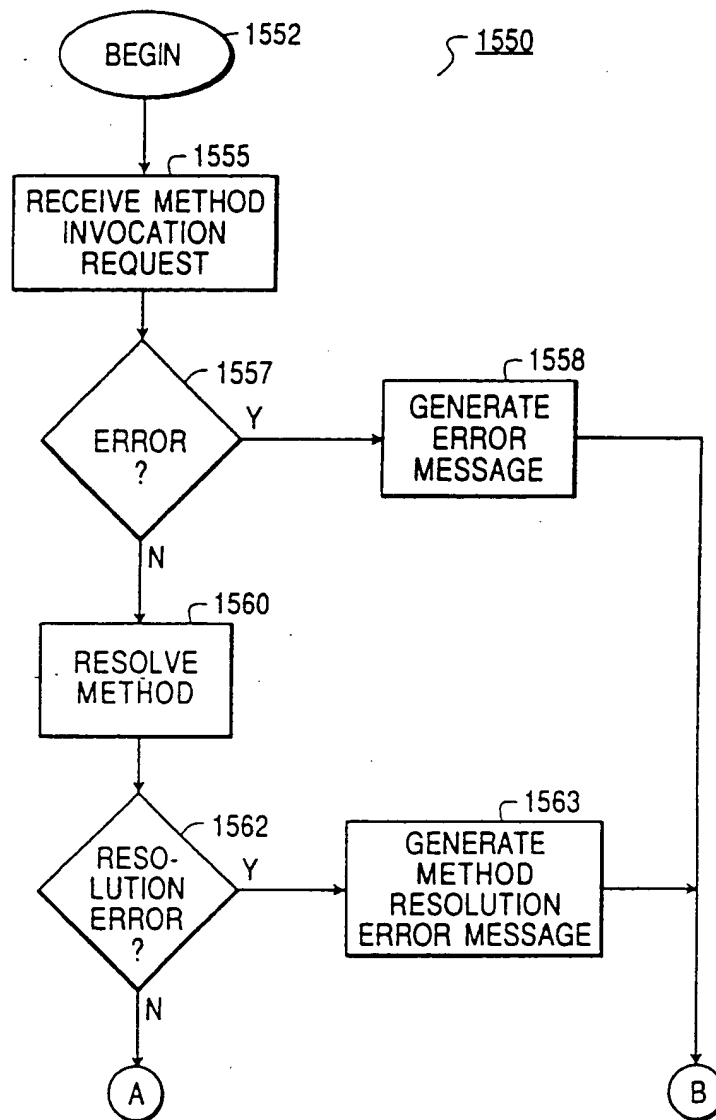 1552
BEGIN
1550
1555
RECEIVE METHOD
INVOCATION
REQUEST
1557
ERROR
?
Y
N
1558
GENERATE
ERROR
MESSAGE
1560
RESOLVE
METHOD
1562
RESO-
LUTION
ERROR
?
Y
N
1563
GENERATE
METHOD
RESOLUTION
ERROR MESSAGE
A
B